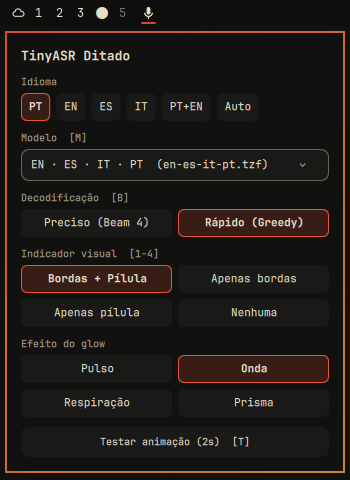 1 2 3 5
TinyASR Ditado
Idioma
PT EN ES IT PT+EN Auto
Modelo [M]
EN · ES · IT · PT (en-es-it-pt.tzf)
Decodificação [B]
Preciso (Beam 4) Rápido (Greedy)
Indicador visual [1-4]
Bordas + Pílula Apenas bordas
Apenas pílula Nenhuma
Efeito do glow
Pulso Onda
Respiração Prisma
Testar animação (2s) [T]